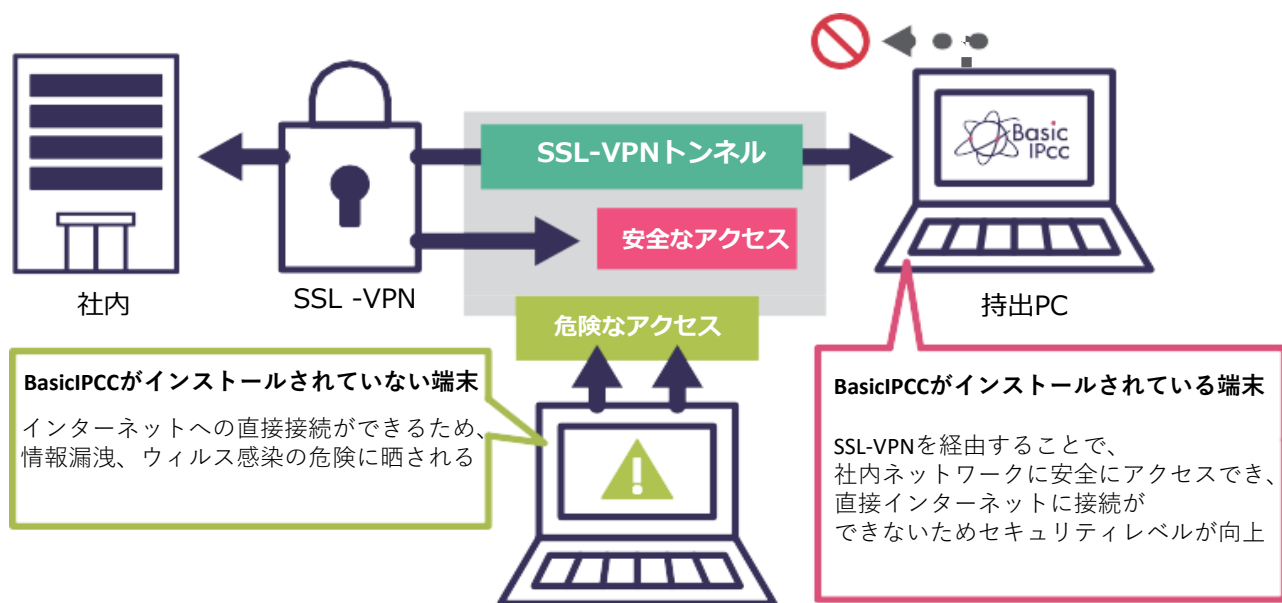 Basic
IPcc
SSL-VPNトンネル
安全なアクセス
社内
SSL -VPN
持出PC
危険なアクセス
BasicIPCCがインストールされていない端末
インターネットへの直接接続ができるため、
情報漏洩、ウィルス感染の危険に晒される
BasicIPCCがインストールされている端末
SSL-VPNを経由することで、
社内ネットワークに安全にアクセスでき、
直接インターネットに接続が
できないためセキュリティレベルが向上